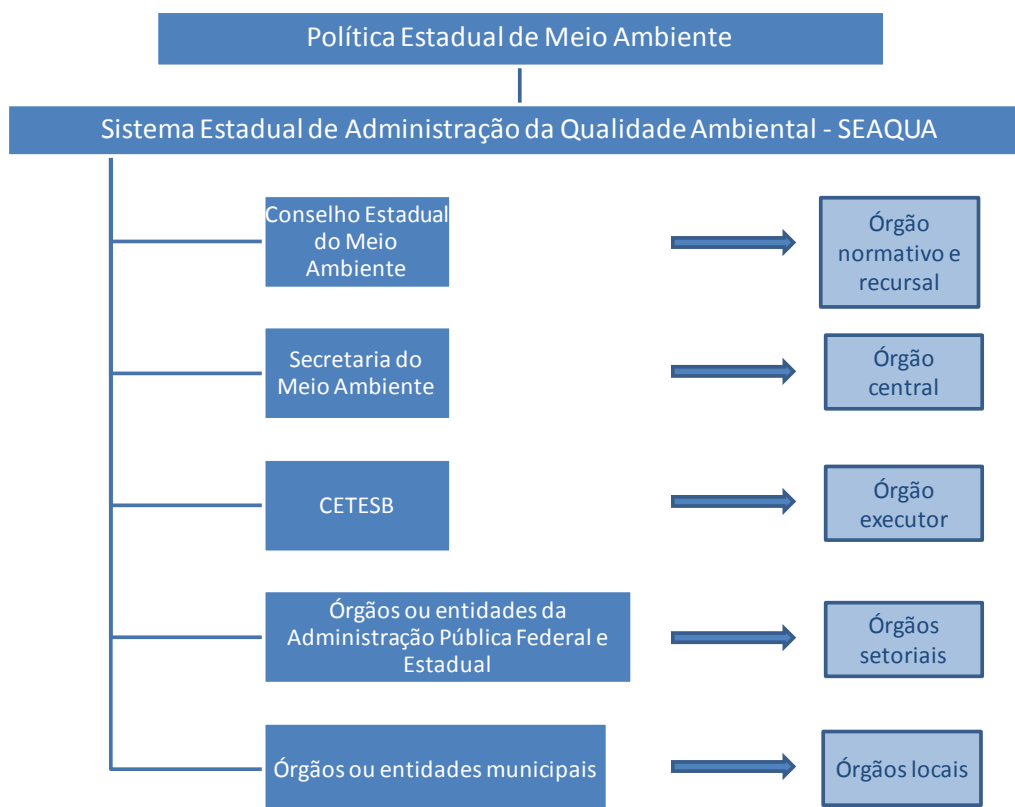 Política Estadual de Meio Ambiente
Sistema Estadual de Administração da Qualidade Ambiental - SEAQUA
Conselho Estadual
do Meio
Ambiente
Órgão
normativo e
recursal
Secretaria do
Meio Ambiente
Órgão
central
CETESB
Órgão
executor
Órgãos ou entidades da
Administração Pública Federal e
Estadual
Órgãos
setoriais
Órgãos ou entidades municipais
Órgãos locais